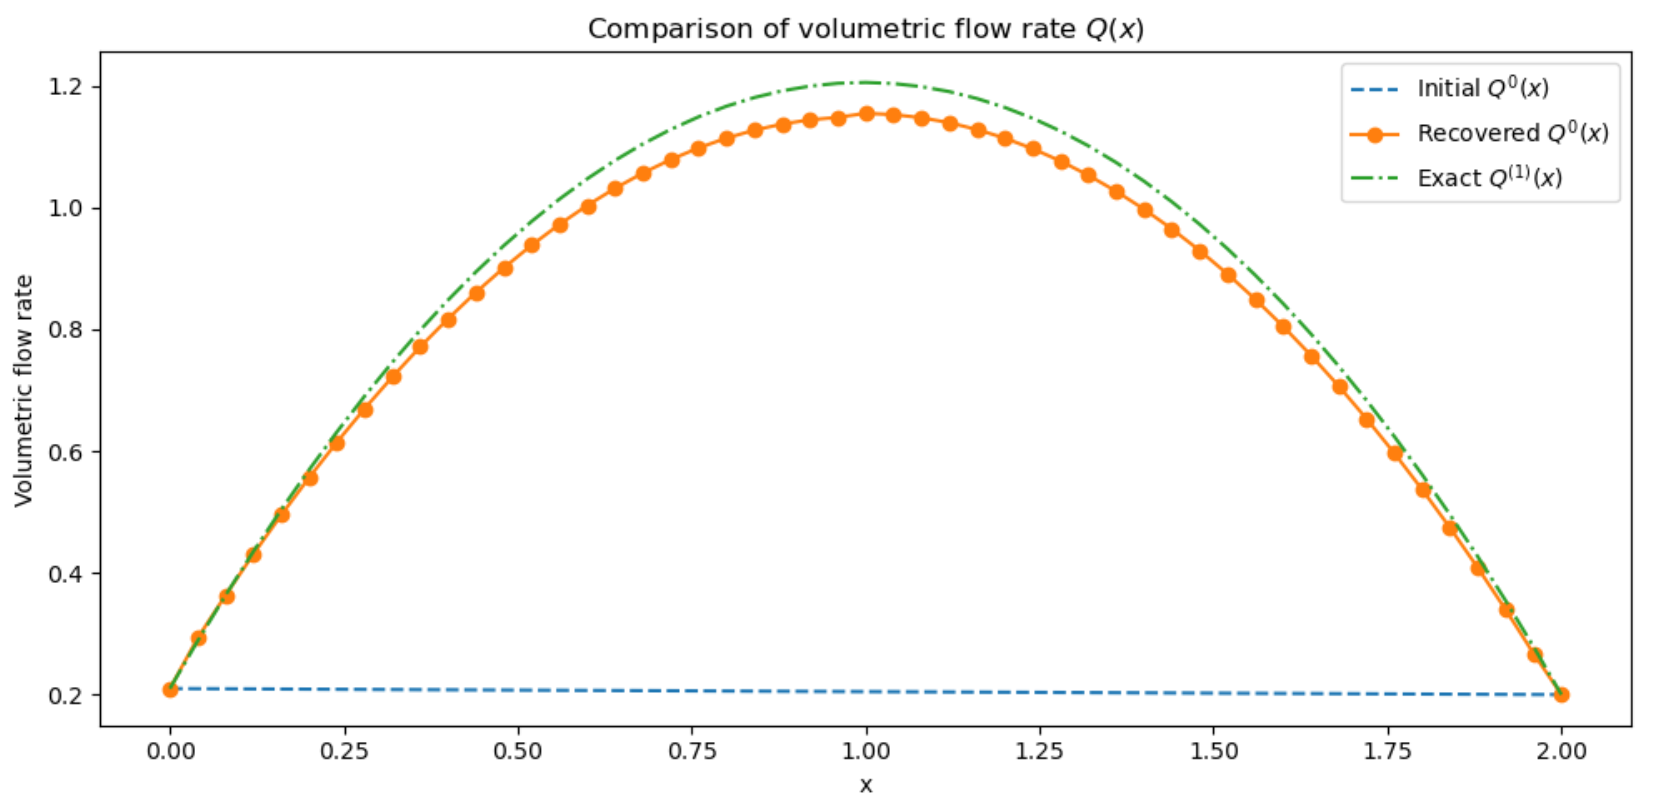 Comparison of volumetric flow rate Q(x)
Initial Q⁰(x)
Recovered Q⁰(x)
Exact Q⁽¹⁾(x)
Volumetric flow rate
1.2
1.0
0.8
0.6
0.4
0.2
0.00 0.25 0.50 0.75 1.00 1.25 1.50 1.75 2.00
x